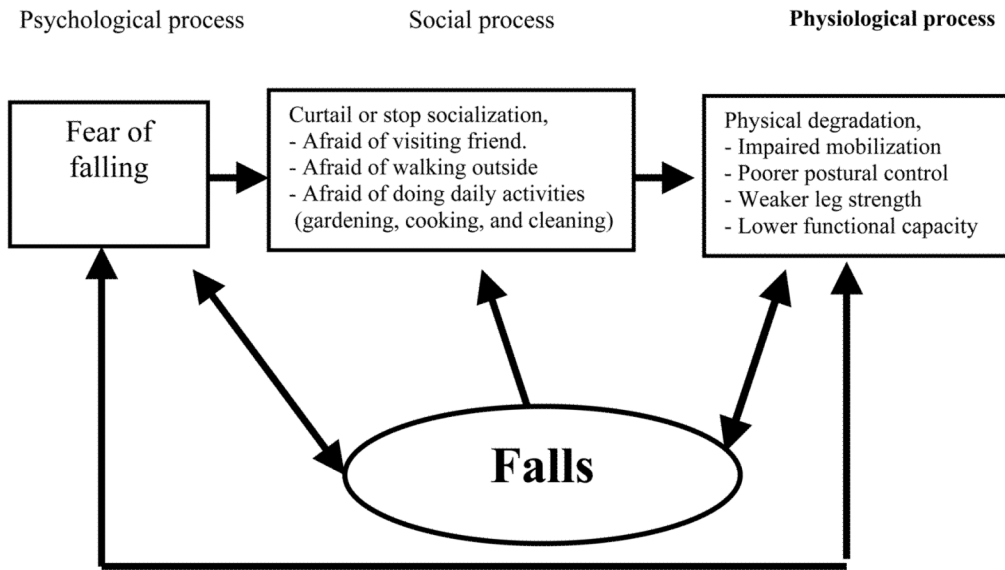 Psychological process
Social process
Physiological process
Fear of
falling
Curtail or stop socialization,
- Afraid of visiting friend.
- Afraid of walking outside
- Afraid of doing daily activities
(gardening, cooking, and cleaning)
Physical degradation,
- Impaired mobilization
- Poorer postural control
- Weaker leg strength
- Lower functional capacity
Falls